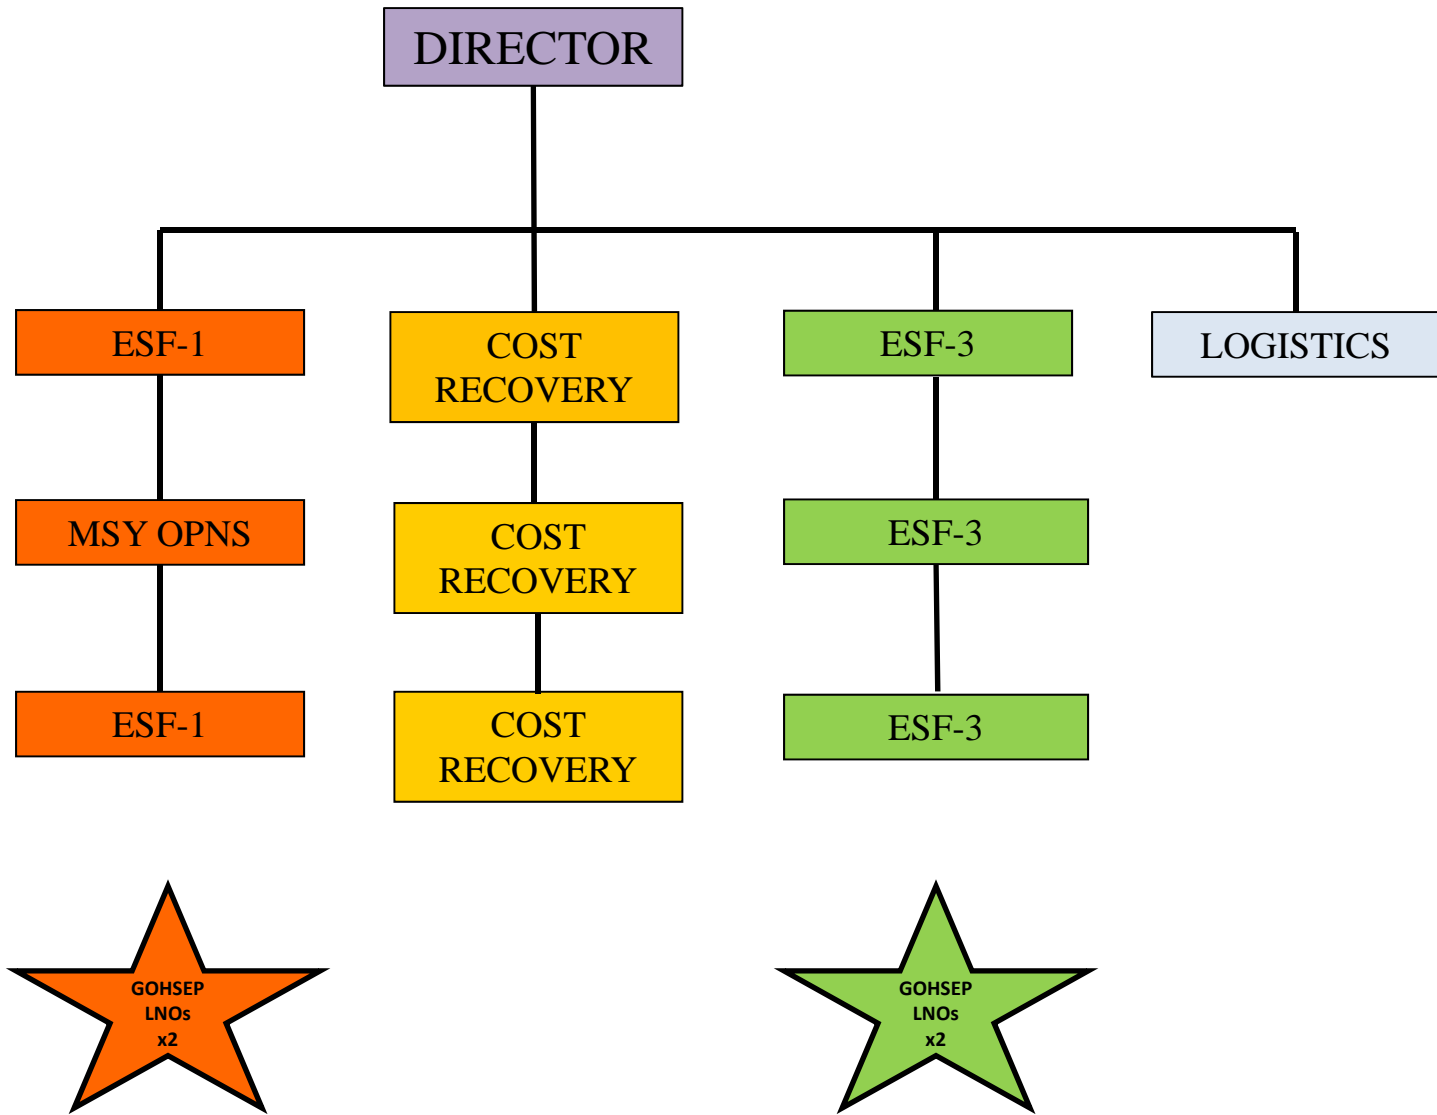 DIRECTOR
ESF-1
COST
RECOVERY
ESF-3
LOGISTICS
MSY OPNS
COST
RECOVERY
ESF-3
ESF-1
COST
RECOVERY
ESF-3
GOHSEP
LNOs
x2
GOHSEP
LNOs
x2